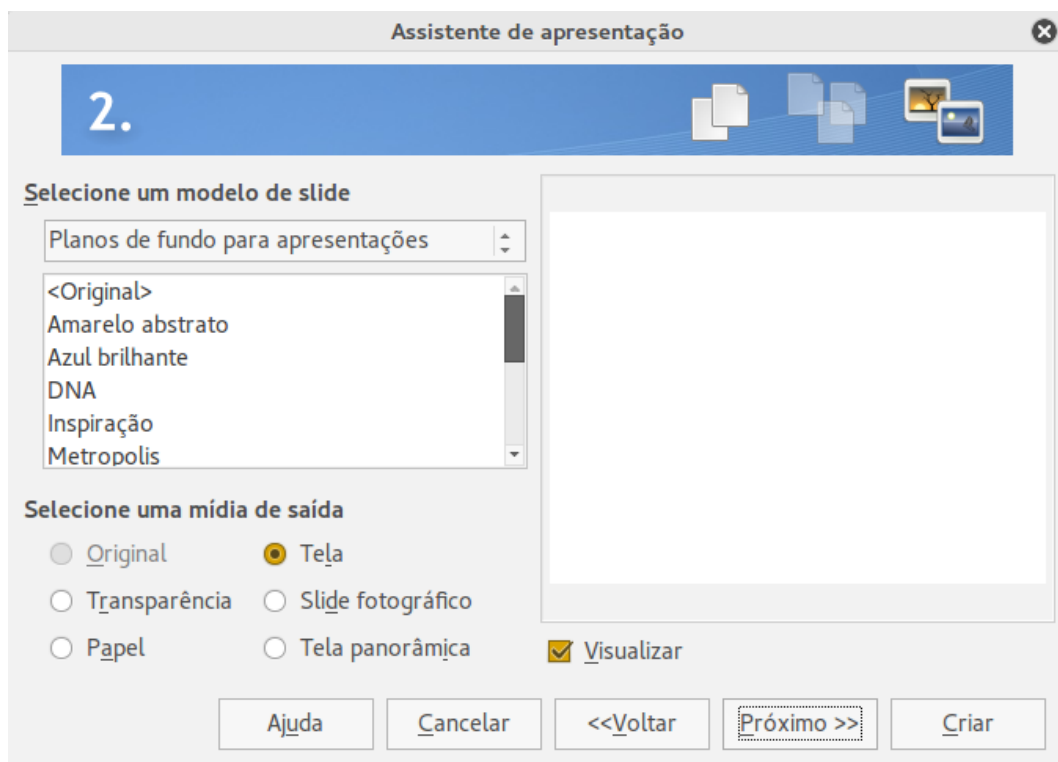 Assistente de apresentação
2.
Selecione um modelo de slide
Planos de fundo para apresentações
<Original>
Amarelo abstrato
Azul brilhante
DNA
Inspiração
Metropolis
Selecione uma mídia de saída
Original
Tela
Transparência
Slide fotográfico
Papel
Tela panorâmica
Visualizar
Ajuda
Cancelar
<<Voltar
Próximo >>
Criar